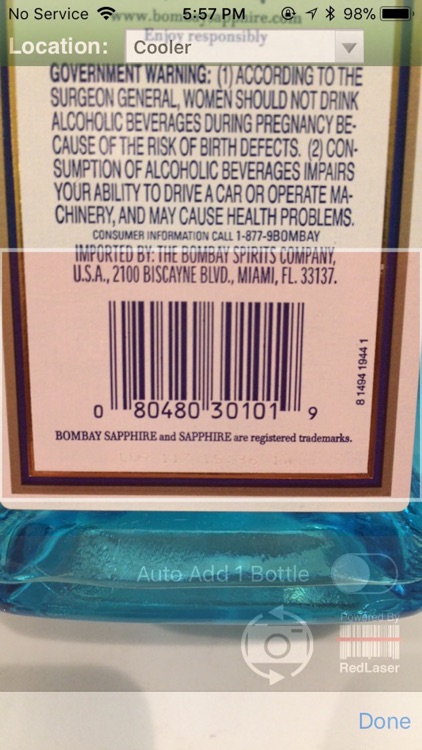 No Service 5:57 PM 98%
www.bombaysapphire.com
Enjoy responsibly
Location: Cooler
GOVERNMENT WARNING: (1) ACCORDING TO THE
SURGEON GENERAL, WOMEN SHOULD NOT DRINK
ALCOHOLIC BEVERAGES DURING PREGNANCY BE-
CAUSE OF THE RISK OF BIRTH DEFECTS. (2) CON-
SUMPTION OF ALCOHOLIC BEVERAGES IMPAIRS
YOUR ABILITY TO DRIVE A CAR OR OPERATE MA-
CHINERY, AND MAY CAUSE HEALTH PROBLEMS.
CONSUMER INFORMATION CALL 1-877-9BOMBAY
IMPORTED BY: THE BOMBAY SPIRITS COMPANY,
U.S.A., 2100 BISCAYNE BLVD., MIAMI, FL. 33137.
0 80480 30101 9
8 1494 1944 1
BOMBAY SAPPHIRE and SAPPHIRE are registered trademarks.
Auto Add 1 Bottle
Powered By
RedLaser
Done